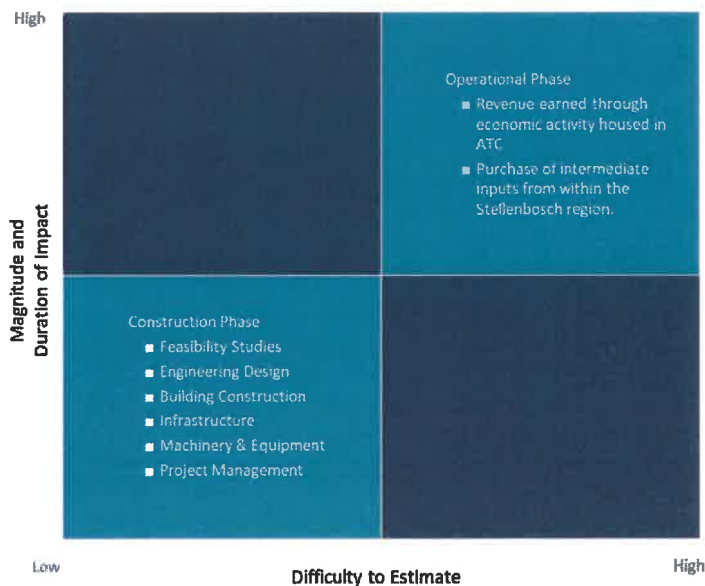 High
Operational Phase
Revenue earned through
economic activity housed in
ATC
Purchase of intermediate
inputs from within the
Stellenbosch region.
Magnitude and
Duration of Impact
Construction Phase
Feasibility Studies
Engineering Design
Building Construction
Infrastructure
Machinery & Equipment
Project Management
Low
Difficulty to Estimate
High